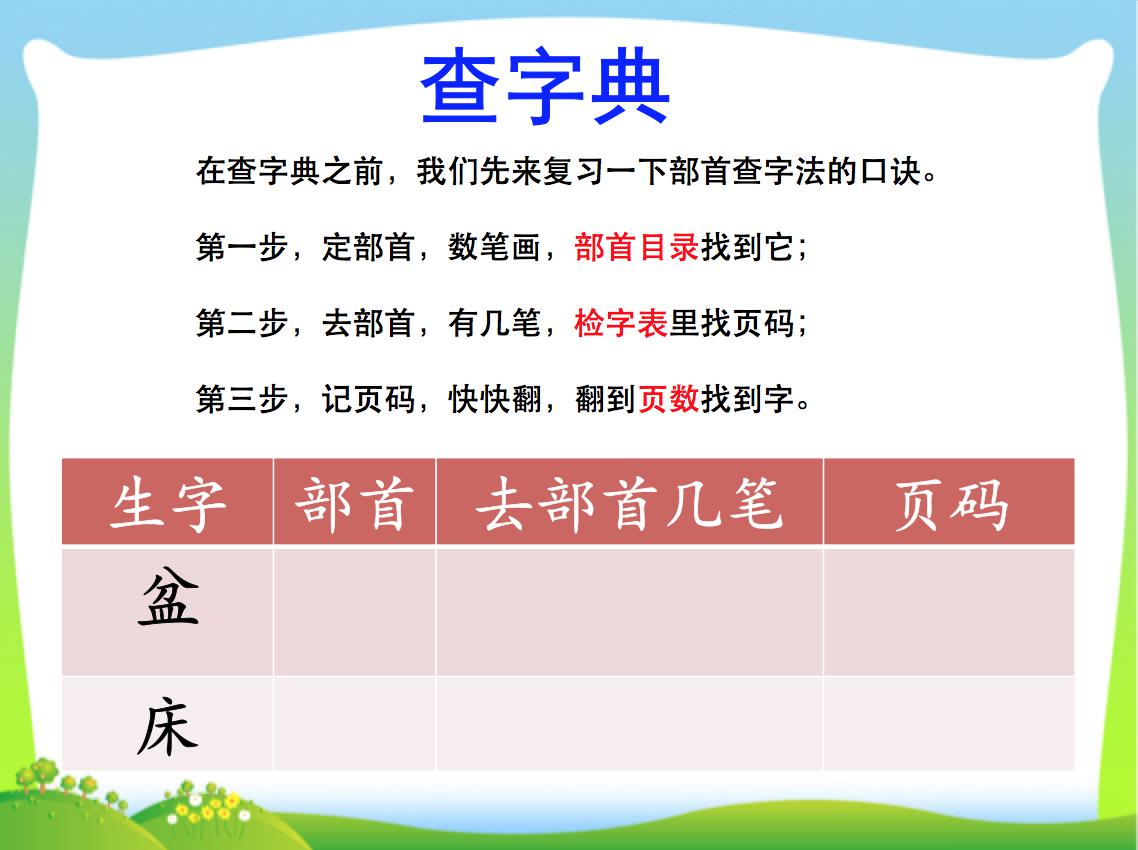 查字典
在查字典之前，我们先来复习一下部首查字法的口诀。
第一步，定部首，数笔画，部首目录找到它；
第二步，去部首，有几笔，检字表里找页码；
第三步，记页码，快快翻，翻到页数找到字。
生字 部首 去部首几笔 页码
盆
床